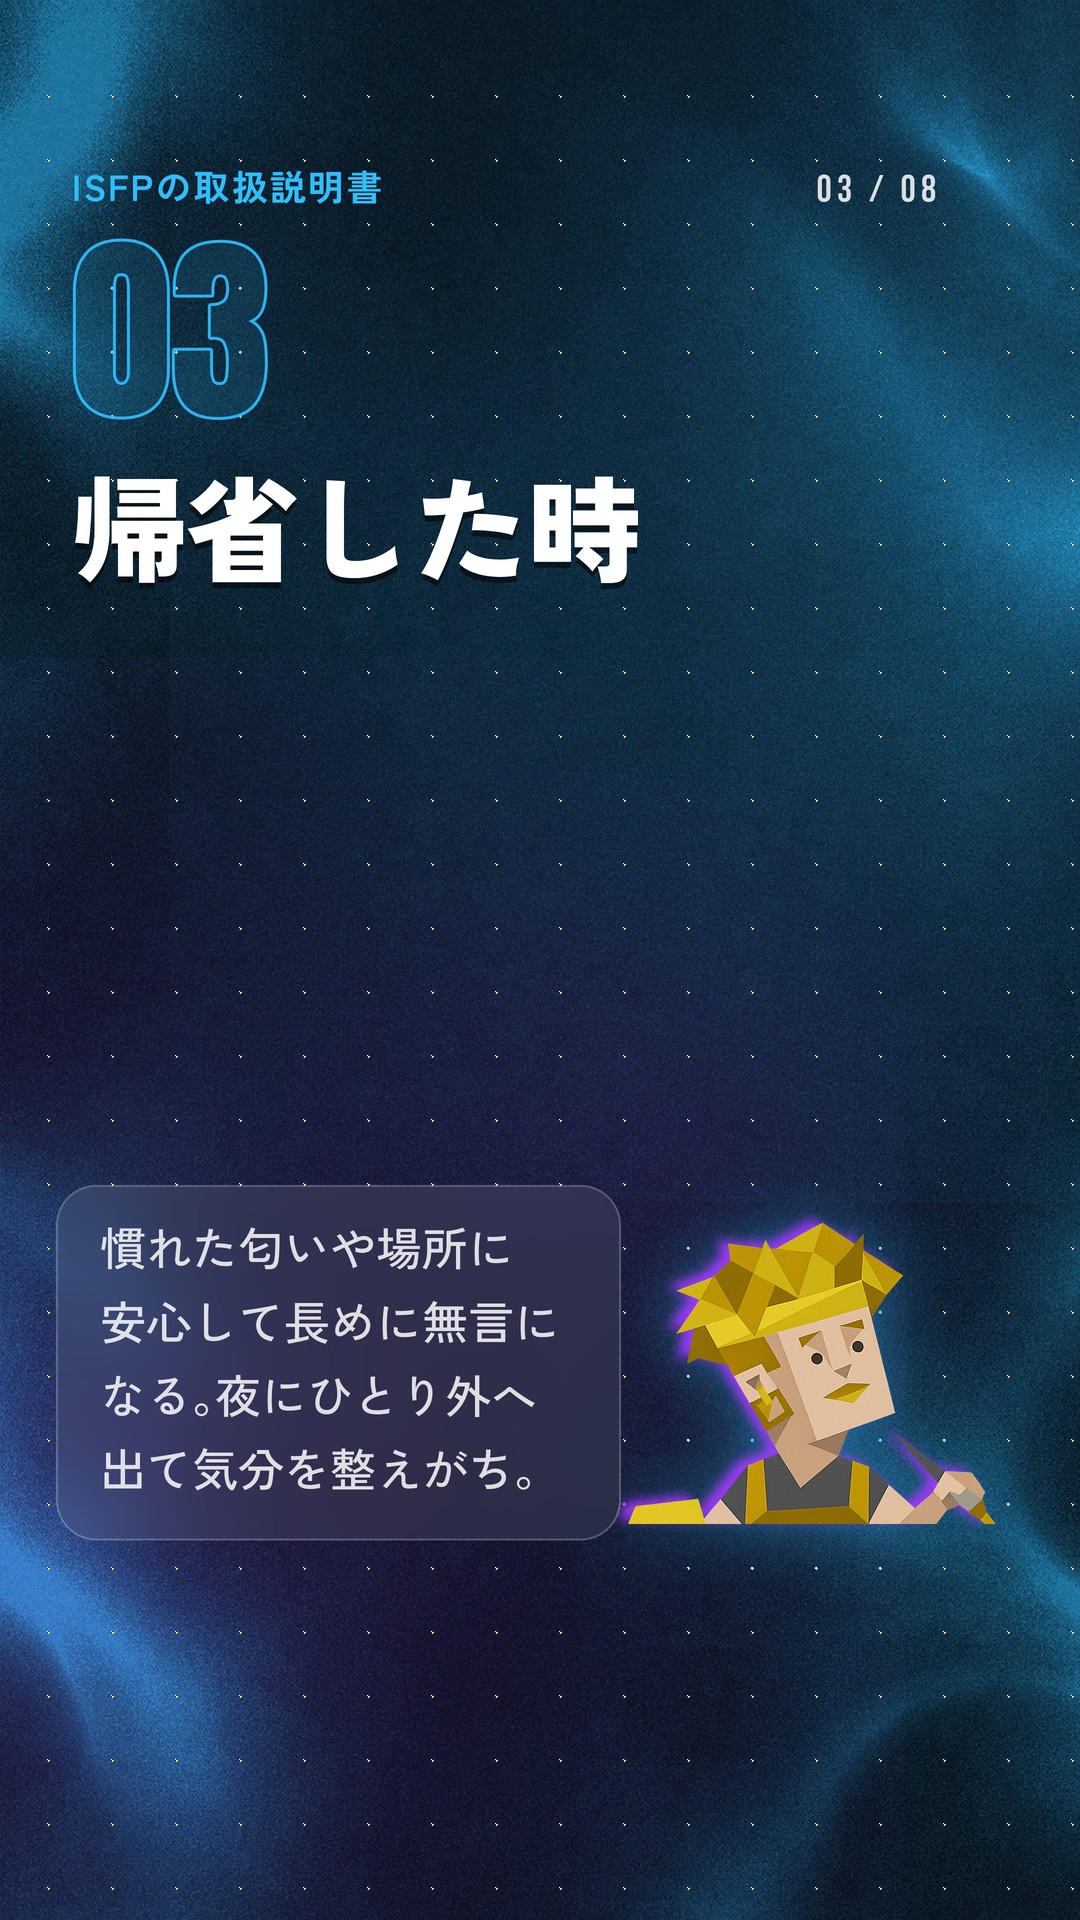 ISFPの取扱説明書
03 / 08
03
帰省した時
慣れた匂いや場所に
安心して長めに無言に
なる。夜にひとり外へ
出て気分を整えがち。